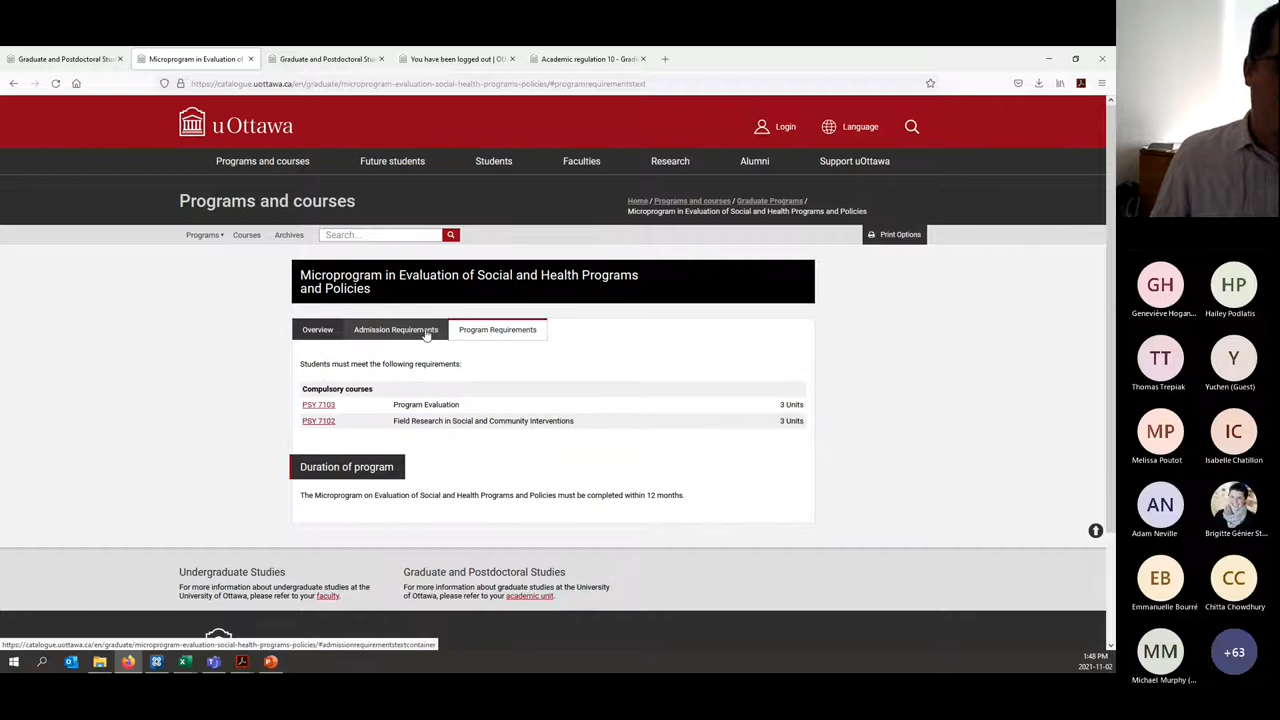 Graduate and Postdoctoral Stu
Microprogram in Evaluation of
Graduate and Postdoctoral Stu
You have been logged out | OU
Academic regulation 10 - Gradi
https://catalogue.uottawa.ca/en/graduate/microprogram-evaluation-social-health-programs-policies/#programrequirementstext
uOttawa
Login
Language
Programs and courses
Future students
Students
Faculties
Research
Alumni
Support uOttawa
Programs and courses
Home / Programs and courses / Graduate Programs /
Microprogram in Evaluation of Social and Health Programs and Policies
Programs
Courses
Archives
Search...
Print Options
Microprogram in Evaluation of Social and Health Programs
and Policies
Overview
Admission Requirements
Program Requirements
Students must meet the following requirements:
Compulsory courses
PSY 7103 Program Evaluation 3 Units
PSY 7102 Field Research in Social and Community Interventions 3 Units
Duration of program
The Microprogram on Evaluation of Social and Health Programs and Policies must be completed within 12 months.
Undergraduate Studies
For more information about undergraduate studies at the
University of Ottawa, please refer to your faculty.
Graduate and Postdoctoral Studies
For more information about graduate studies at the University
of Ottawa, please refer to your academic unit.
https://catalogue.uottawa.ca/en/graduate/microprogram-evaluation-social-health-programs-policies/#admissionrequirementstextcontainer
1:48 PM
2021-11-02
GH
Geneviève Hogan...
HP
Hailey Podlatis
TT
Thomas Trepiak
Y
Yuchen (Guest)
MP
Melissa Poutot
IC
Isabelle Chatillon
AN
Adam Neville
Brigitte Génier St...
EB
Emmanuelle Bourré
CC
Chitta Chowdhury
MM
Michael Murphy (...
+63